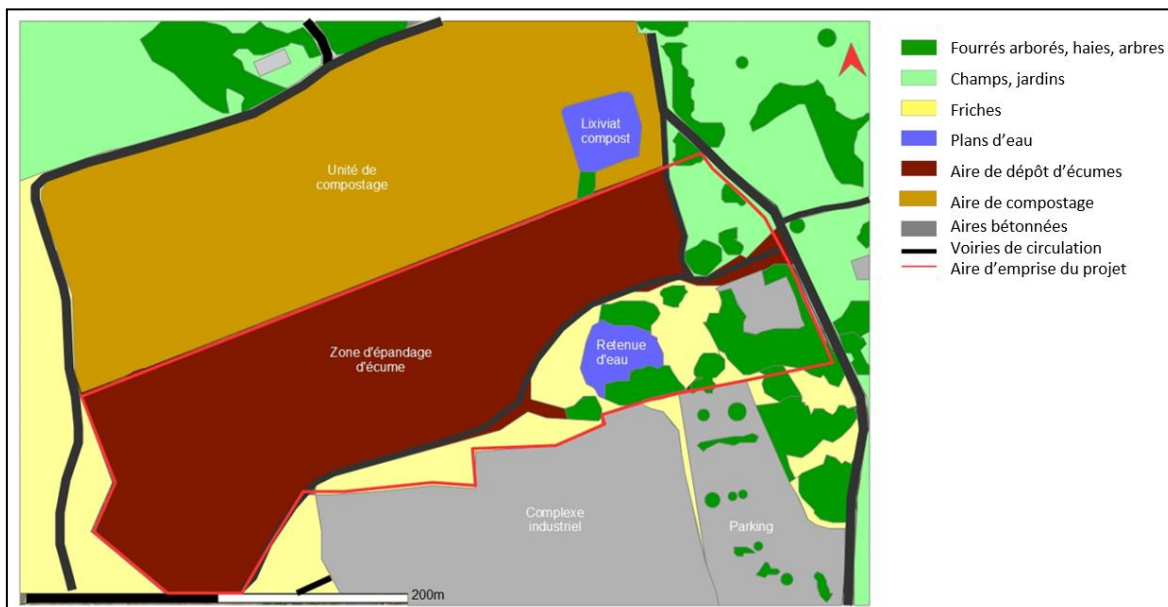 Lixiviat
compost
Unité de
compostage
Zone d'épandage
d'écume
Retenue
d'eau
Complexe
industriel
Parking
200m
Fourrés arborés, haies, arbres
Champs, jardins
Friches
Plans d'eau
Aire de dépôt d'écumes
Aire de compostage
Aires bétonnées
Voiries de circulation
Aire d'emprise du projet